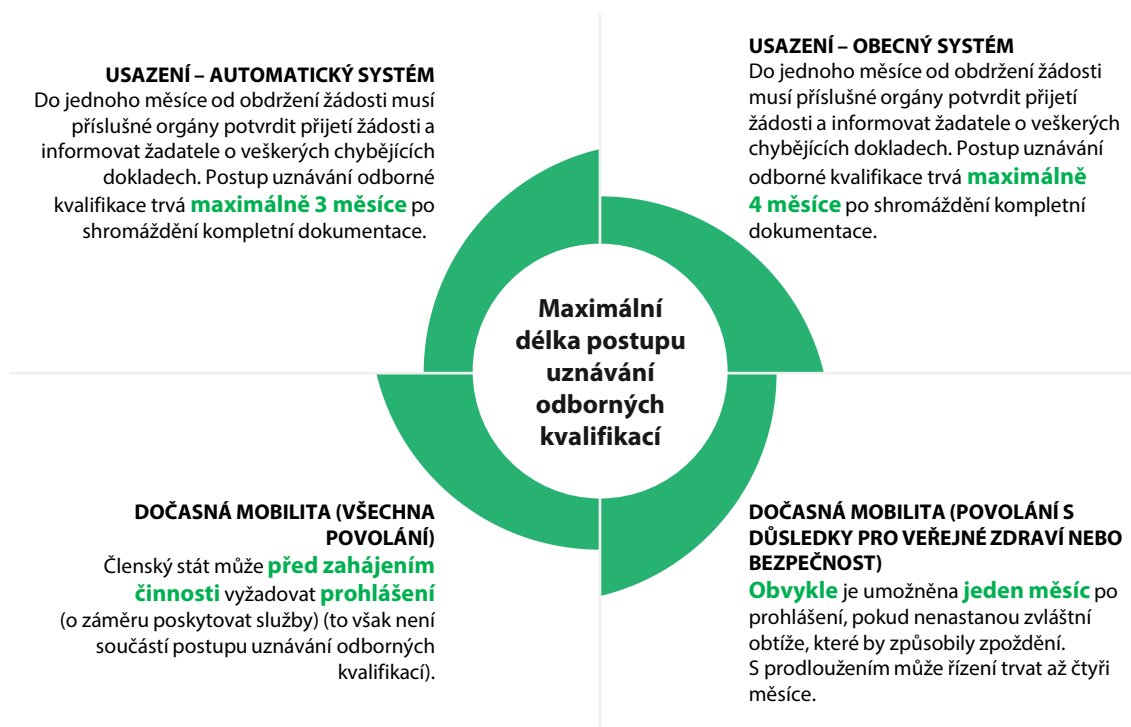 USAZENÍ – AUTOMATICKÝ SYSTÉM
Do jednoho měsíce od obdržení žádosti musí
příslušné orgány potvrdit přijetí žádosti a
informovat žadatele o veškerých chybějících
dokladech. Postup uznávání odborné
kvalifikace trvá maximálně 3 měsíce po
shromáždění kompletní dokumentace.
USAZENÍ – OBECNÝ SYSTÉM
Do jednoho měsíce od obdržení žádosti
musí příslušné orgány potvrdit přijetí
žádosti a informovat žadatele o veškerých
chybějících dokladech. Postup uznávání
odborné kvalifikace trvá maximálně
4 měsíce po shromáždění kompletní
dokumentace.
Maximální
délka postupu
uznávání
odborných
kvalifikací
DOČASNÁ MOBILITA (VŠECHNA
POVOLÁNÍ)
Členský stát může před zahájením
činnosti vyžadovat prohlášení
(o záměru poskytovat služby) (to však není
součástí postupu uznávání odborných
kvalifikací).
DOČASNÁ MOBILITA (POVOLÁNÍ S
DŮSLEDKY PRO VEŘEJNÉ ZDRAVÍ NEBO
BEZPEČNOST)
Obvykle je umožněna jeden měsíc po
prohlášení, pokud nenastanou zvláštní
obtíže, které by způsobily zpoždění.
S prodloužením může řízení trvat až čtyři
měsíce.